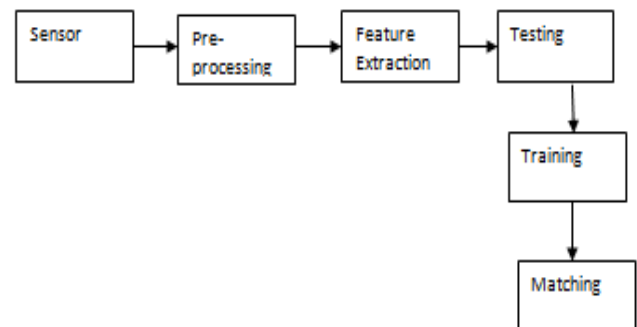 Sensor
Pre-
processing
Feature
Extraction
Testing
Training
Matching